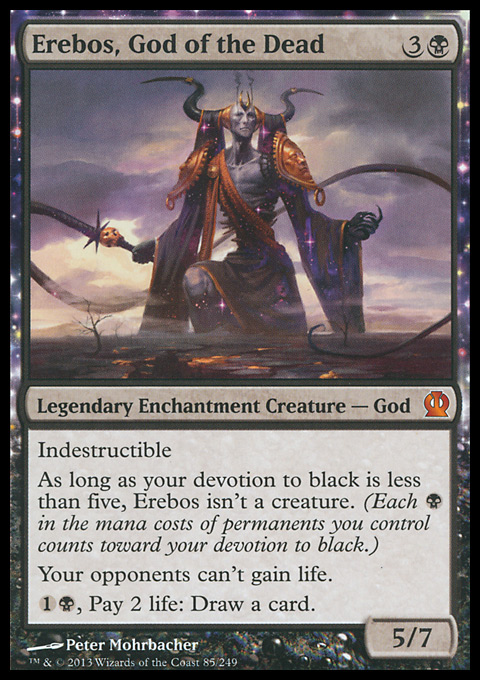 Erebos, God of the Dead 3
Legendary Enchantment Creature — God
Indestructible
As long as your devotion to black is less
than five, Erebos isn't a creature. (Each
in the mana costs of permanents you control
counts toward your devotion to black.)
Your opponents can't gain life.
1, Pay 2 life: Draw a card.
5/7
Peter Mohrbacher
™ & © 2013 Wizards of the Coast 85/249